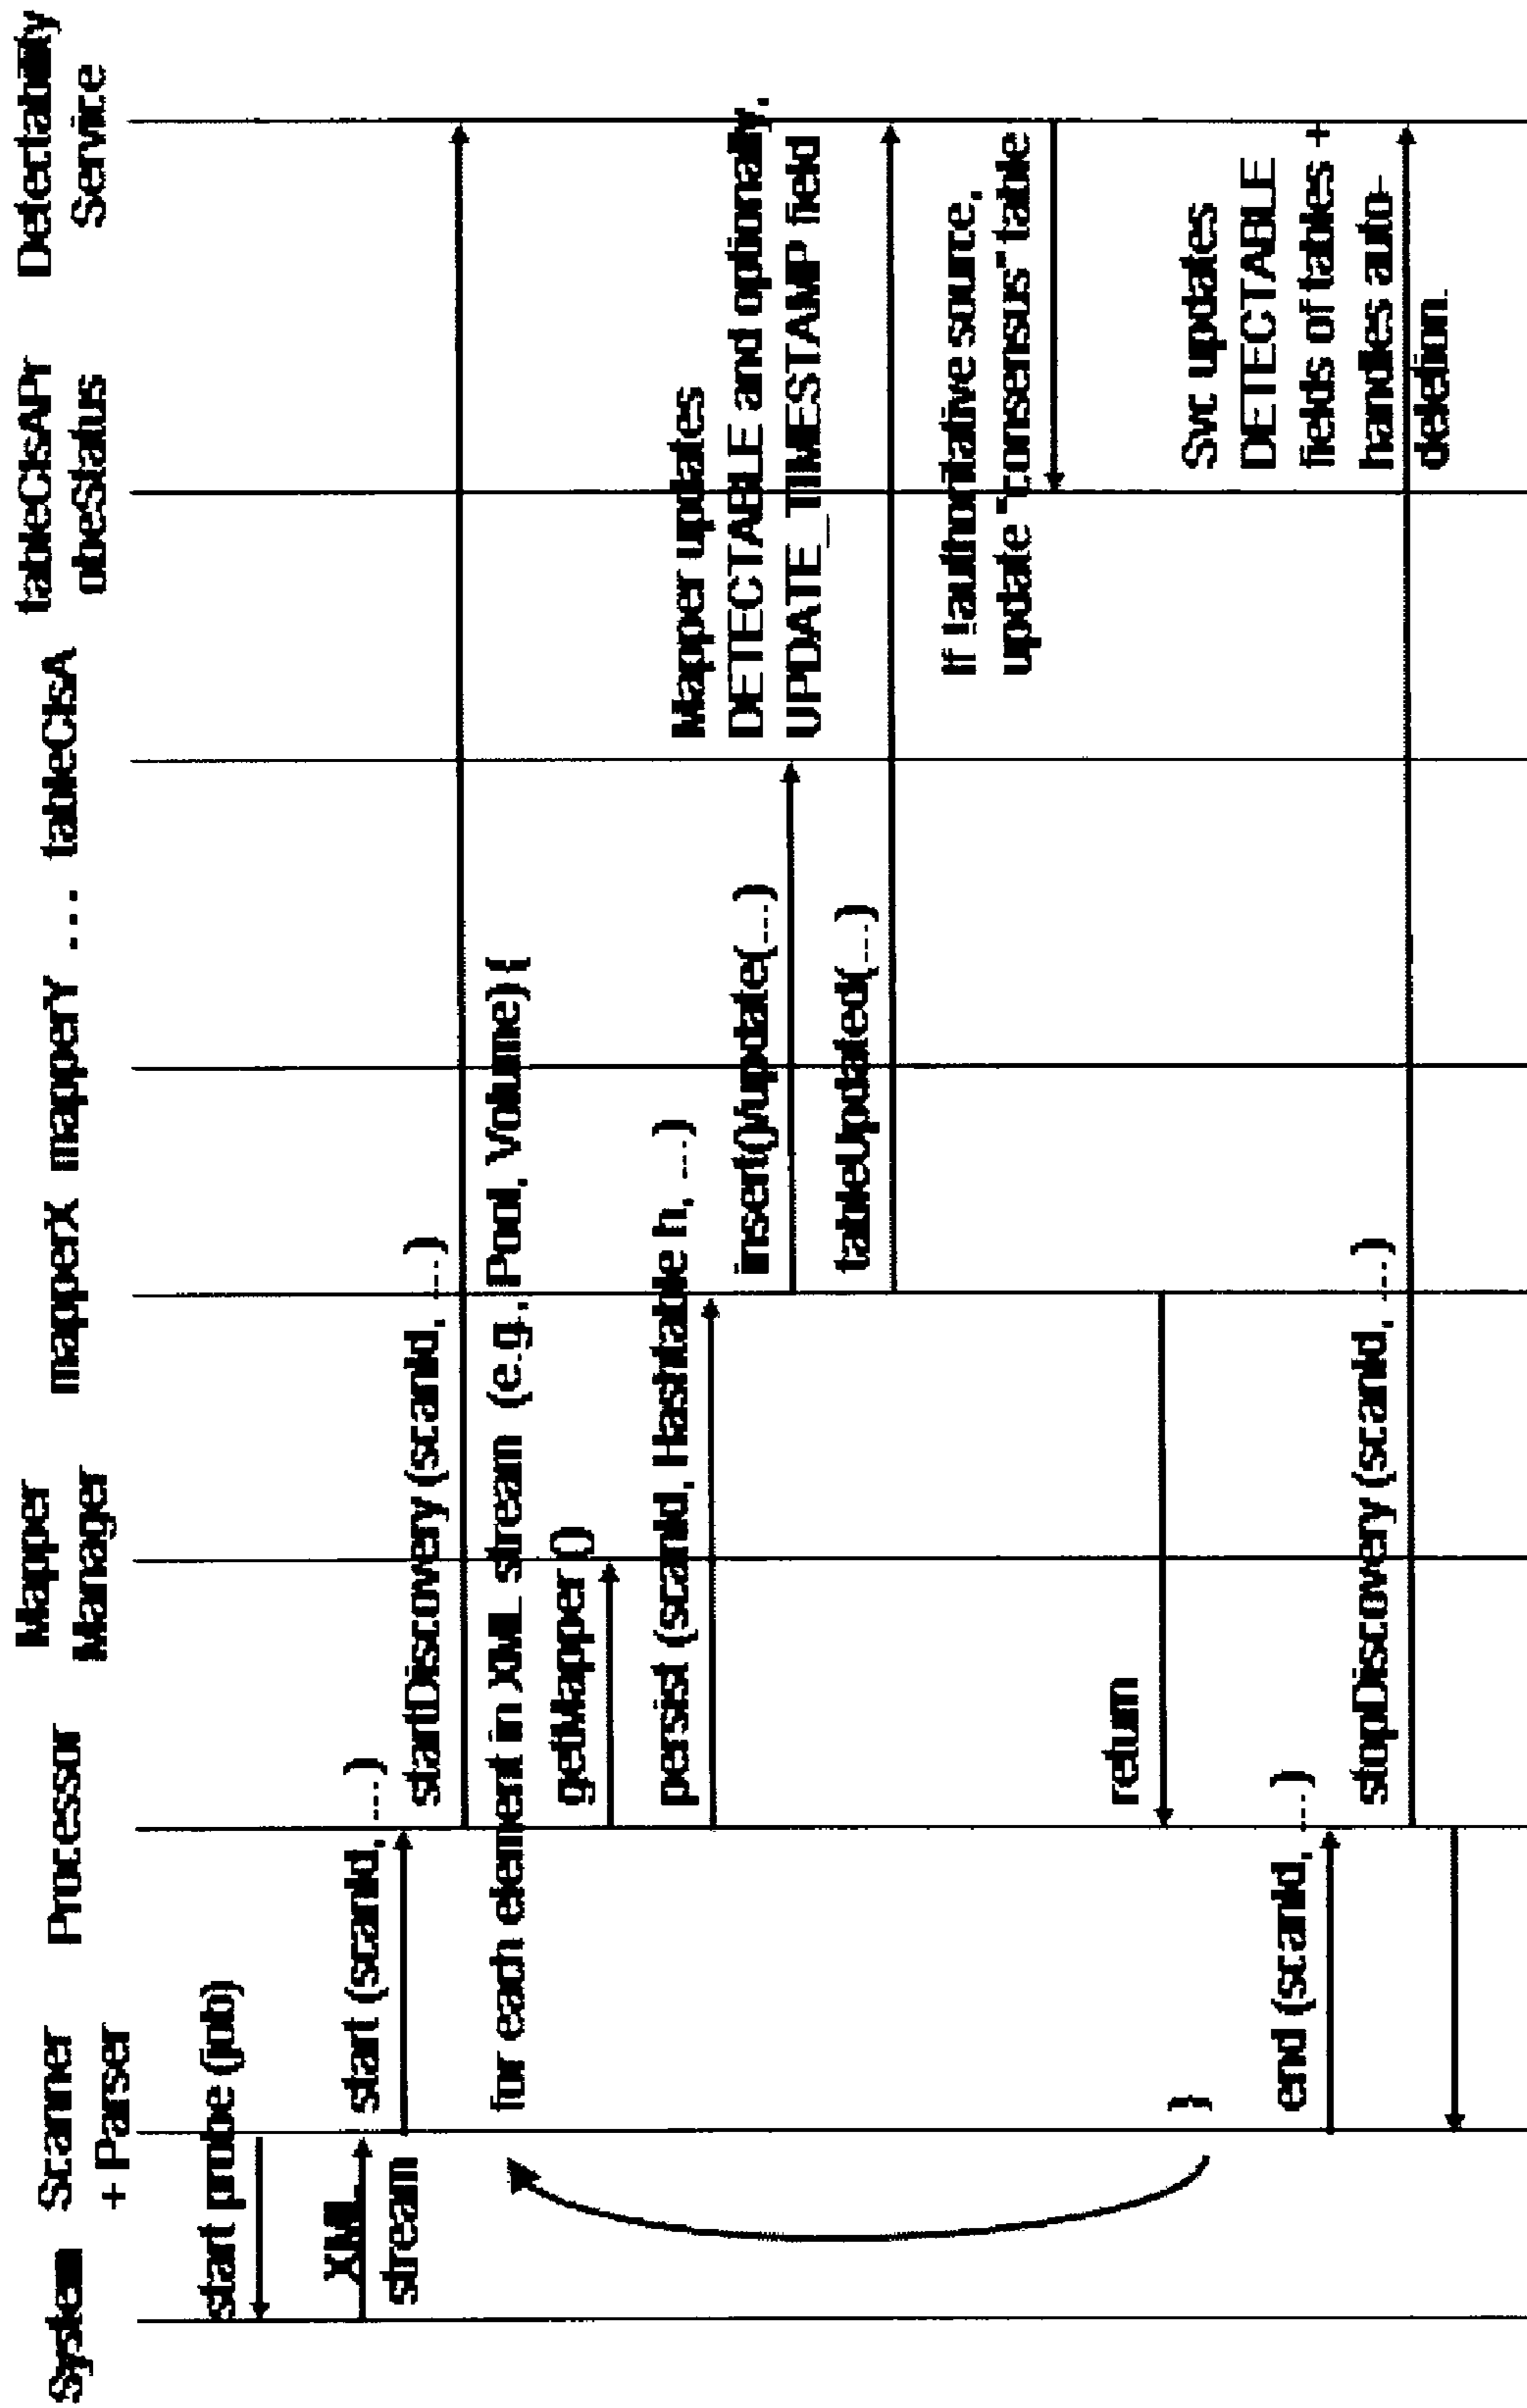 System
Scanner
+ Parser
Processor
Mapper
Manager
mapperX
mapperY
...
tableClsA
tableClsAPr
obeStatus
Detectability
Service
start probe (job)
XML
stream
start (scanId, ...)
startDiscovery (scanId, ...)
for each element in XML stream (e.g., Pool, Volume) {
getMapper ()
persist (scanId, Hashtable h, ...)
insert()/update(...)
Mapper updates
DETECTABLE and optionally,
UPDATE_TIMESTAMP field
tableUpdated(...)
If !authoritative source,
update "consensus" table
return
}
end (scanId, ...)
stopDiscovery (scanId, ...)
Svc updates
DETECTABLE
fields of tables +
handles auto-
deletion.